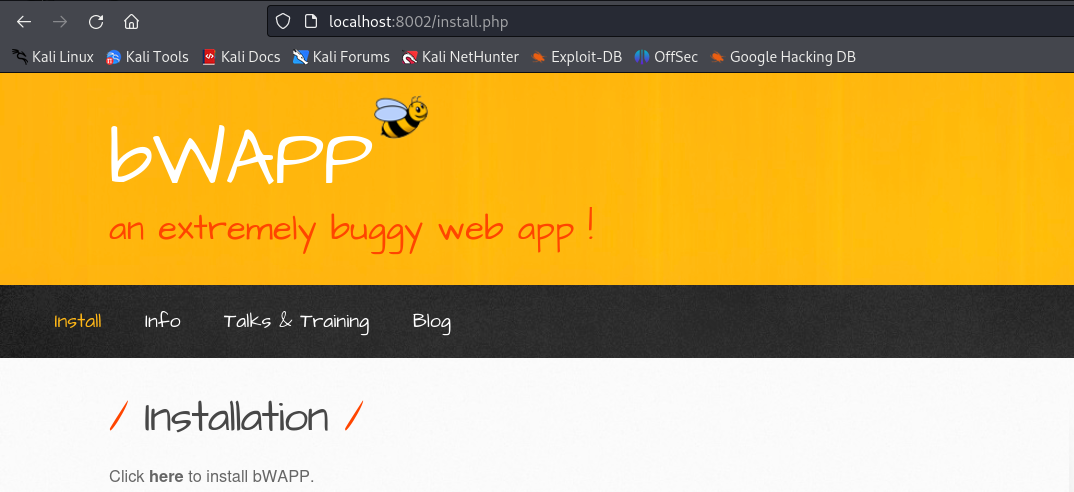 localhost:8002/install.php
Kali Linux Kali Tools Kali Docs Kali Forums Kali NetHunter Exploit-DB OffSec Google Hacking DB
bWAPP
an extremely buggy web app !
Install Info Talks & Training Blog
/ Installation /
Click here to install bWAPP.